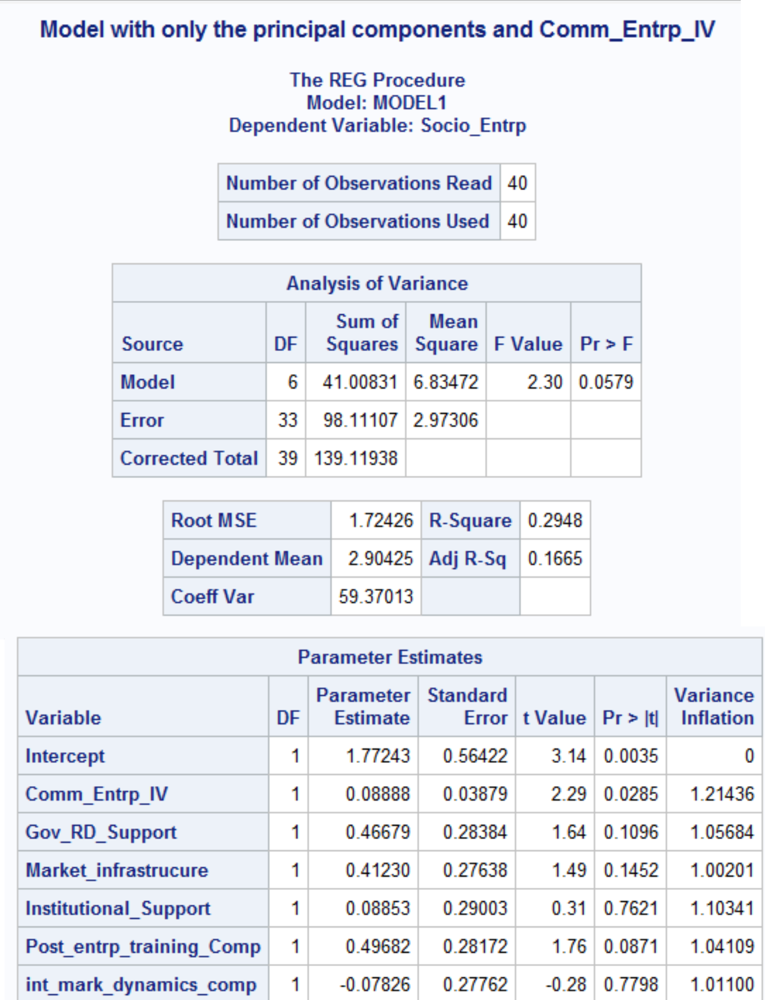 Model with only the principal components and Comm_Entrp_IV
The REG Procedure
Model: MODEL1
Dependent Variable: Socio_Entrp
Number of Observations Read 40
Number of Observations Used 40
Analysis of Variance
Source DF Sum of Squares Mean Square F Value Pr > F
Model 6 41.00831 6.83472 2.30 0.0579
Error 33 98.11107 2.97306
Corrected Total 39 139.11938
Root MSE 1.72426 R-Square 0.2948
Dependent Mean 2.90425 Adj R-Sq 0.1665
Coeff Var 59.37013
Parameter Estimates
Variable DF Parameter Estimate Standard Error t Value Pr > |t| Variance Inflation
Intercept 1 1.77243 0.56422 3.14 0.0035 0
Comm_Entrp_IV 1 0.08888 0.03879 2.29 0.0285 1.21436
Gov_RD_Support 1 0.46679 0.28384 1.64 0.1096 1.05684
Market_infrastrucure 1 0.41230 0.27638 1.49 0.1452 1.00201
Institutional_Support 1 0.08853 0.29003 0.31 0.7621 1.10341
Post_entrp_training_Comp 1 0.49682 0.28172 1.76 0.0871 1.04109
int_mark_dynamics_comp 1 -0.07826 0.27762 -0.28 0.7798 1.01100